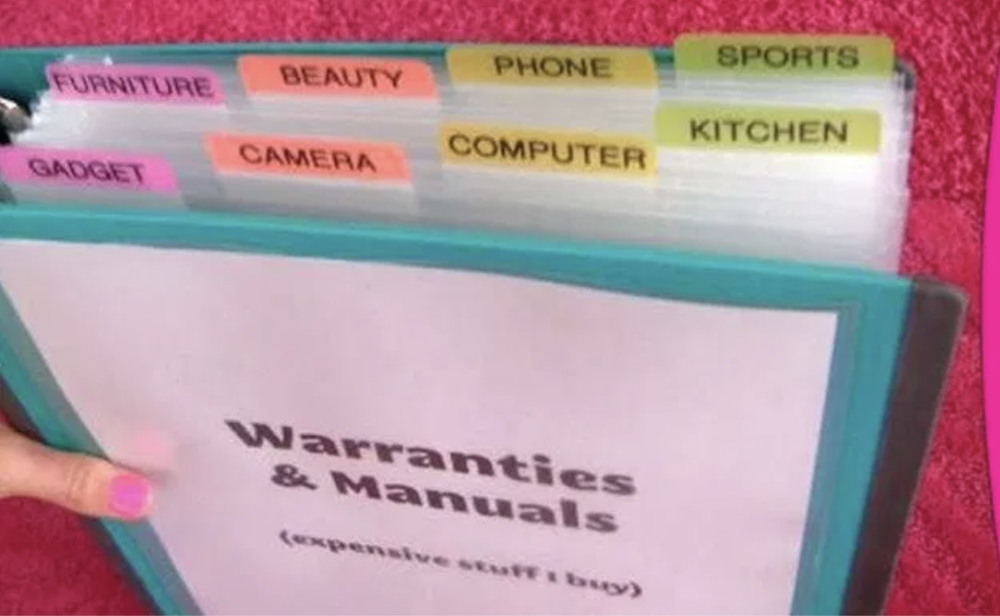 FURNITURE
BEAUTY
PHONE
SPORTS
GADGET
CAMERA
COMPUTER
KITCHEN
Warranties
& Manuals
(expensive stuff i buy)